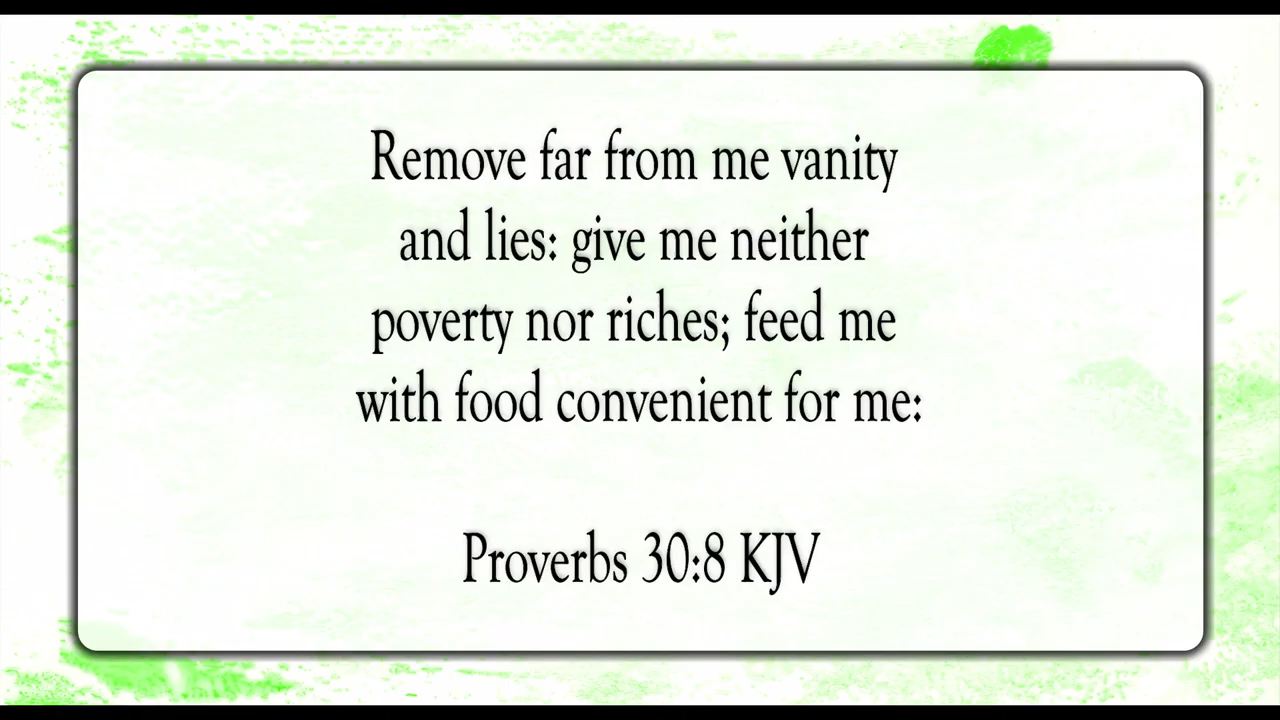 Remove far from me vanity
and lies: give me neither
poverty nor riches; feed me
with food convenient for me:
Proverbs 30:8 KJV